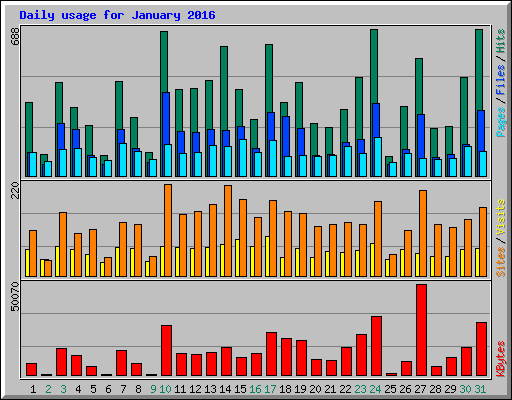 Daily usage for January 2016
688
Pages / Files / Hits
220
Sites / Visits
50070
KBytes
1 2 3 4 5 6 7 8 9 10 11 12 13 14 15 16 17 18 19 20 21 22 23 24 25 26 27 28 29 30 31